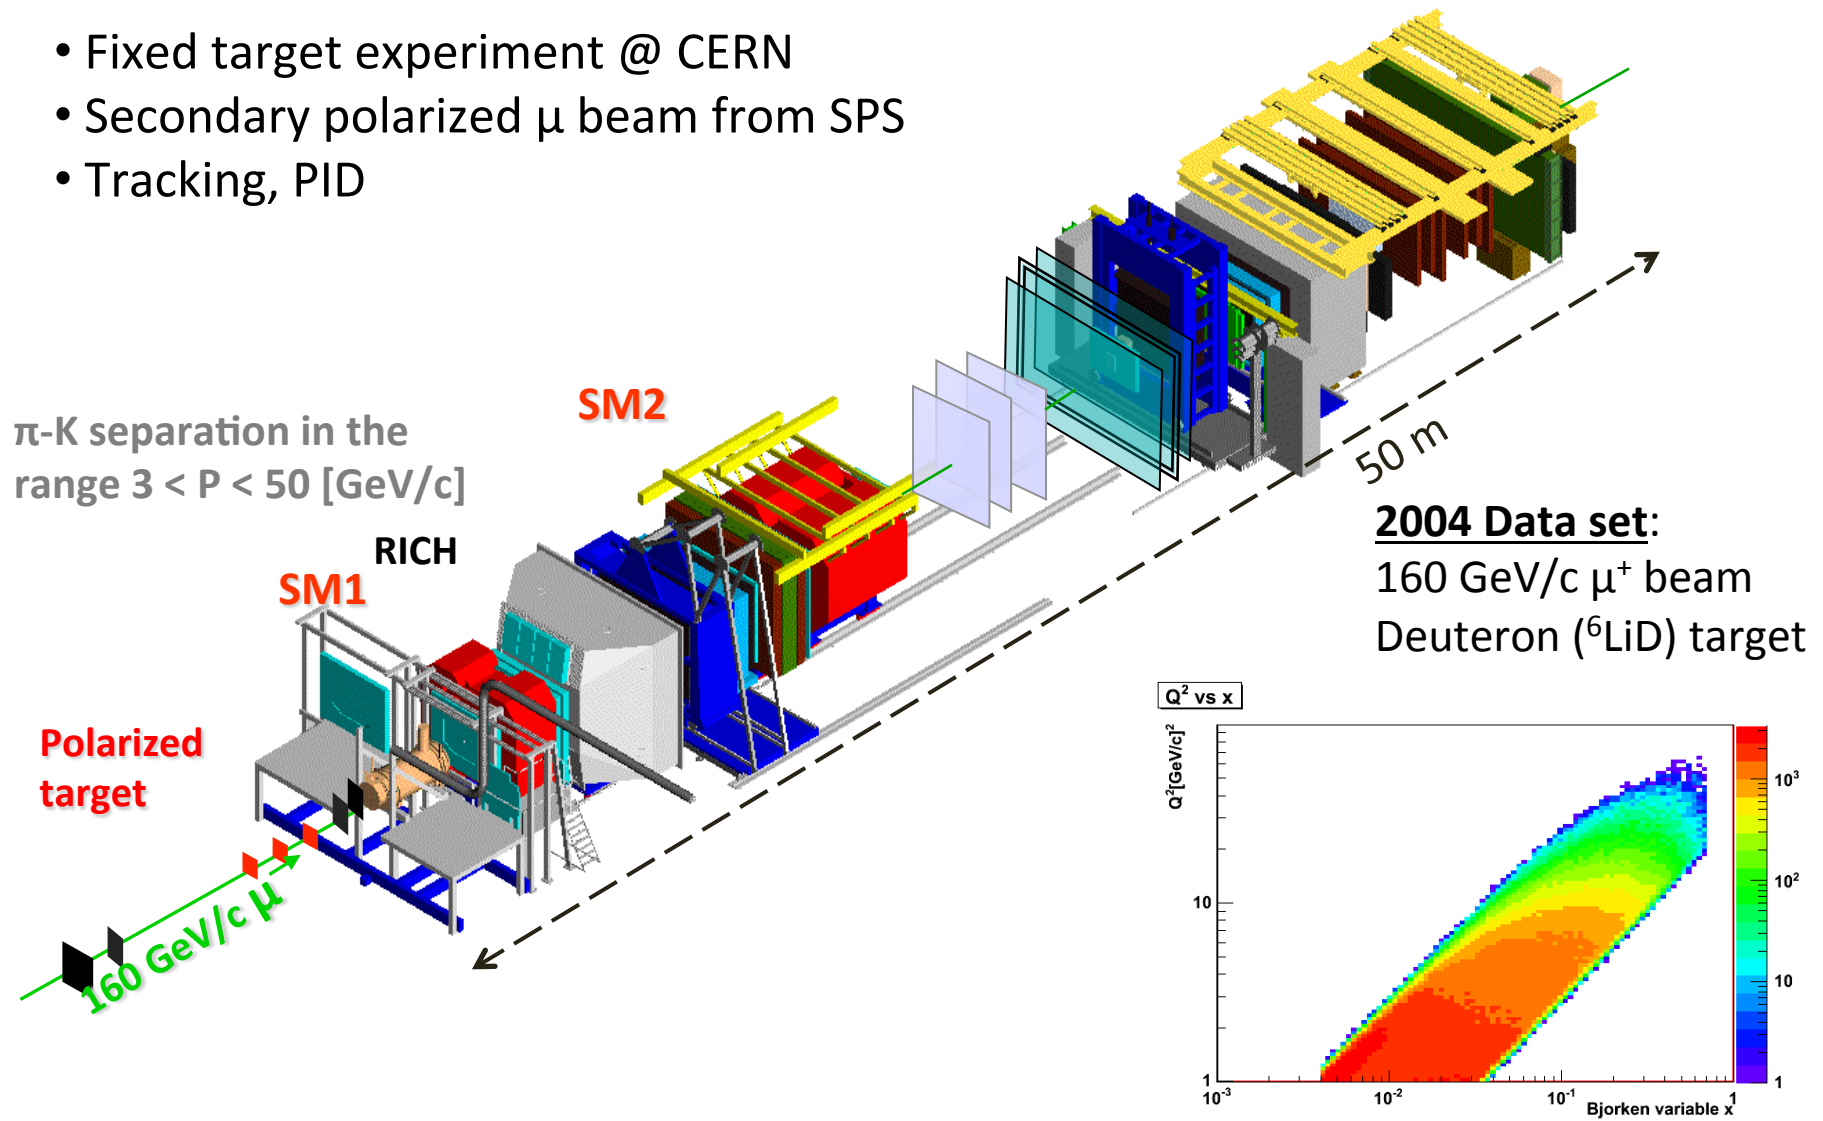 • Fixed target experiment @ CERN
• Secondary polarized μ beam from SPS
• Tracking, PID
SM2
π-K separation in the
range 3 < P < 50 [GeV/c]
50 m
RICH
SM1
2004 Data set:
160 GeV/c μ⁺ beam
Deuteron (⁶LiD) target
Polarized
target
160 GeV/c μ
Q² vs x
Q²[GeV/c]²
10
1
10⁻³
10⁻²
10⁻¹
1
Bjorken variable x
10³
10²
10
1